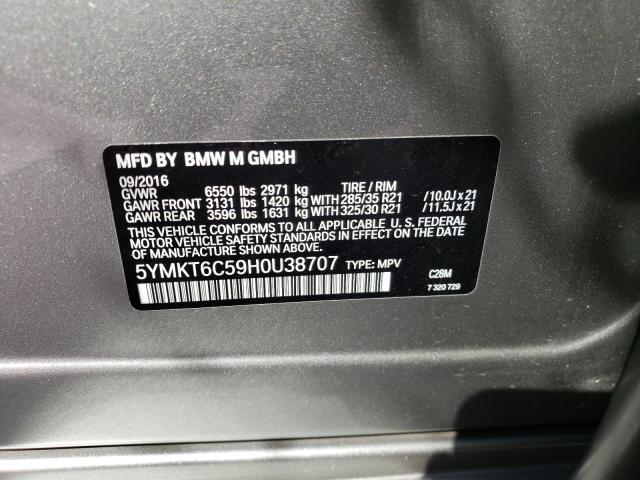 MFD BY BMW M GMBH
09/2016
GVWR 6550 lbs 2971 kg TIRE / RIM
GAWR FRONT 3131 lbs 1420 kg WITH 285/35 R21 /10.0J x 21
GAWR REAR 3596 lbs 1631 kg WITH 325/30 R21 /11.5J x 21
THIS VEHICLE CONFORMS TO ALL APPLICABLE U. S. FEDERAL
MOTOR VEHICLE SAFETY STANDARDS IN EFFECT ON THE DATE OF
MANUFACTURE SHOWN ABOVE.
5YMKT6C59H0U38707 TYPE: MPV
C28M
7 320 729